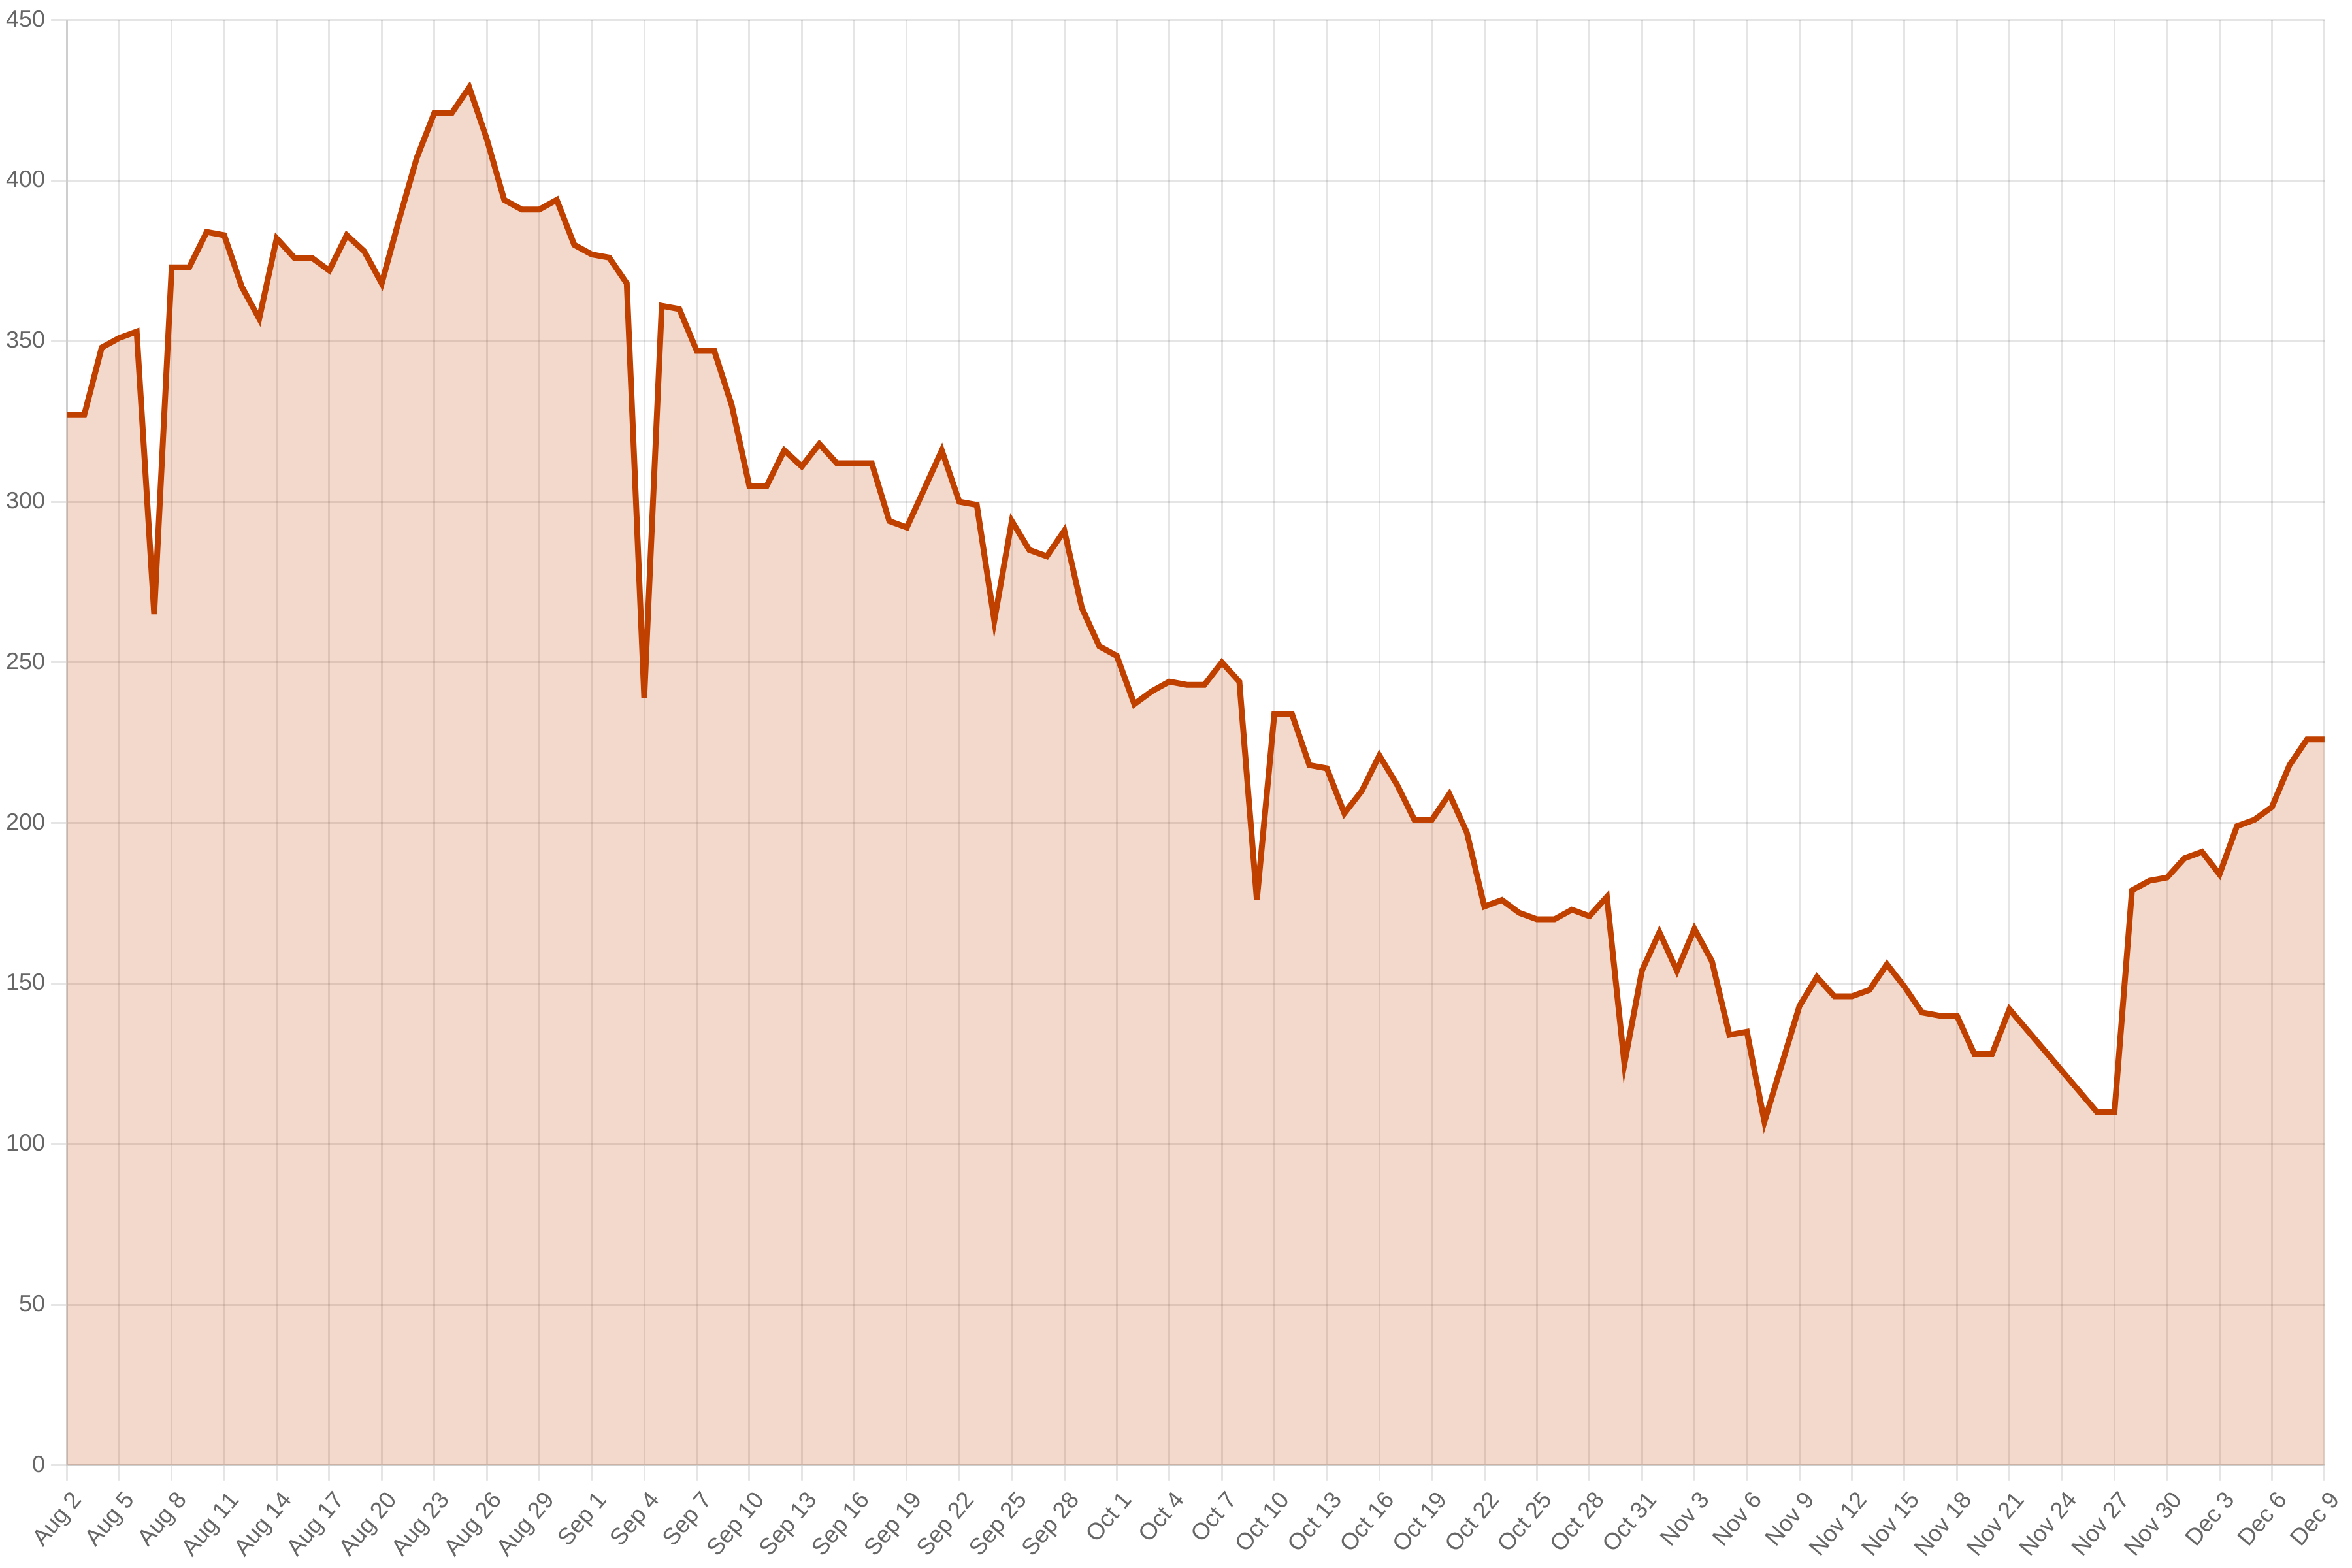 450
400
350
300
250
200
150
100
50
0
Aug 2
Aug 5
Aug 8
Aug 11
Aug 14
Aug 17
Aug 20
Aug 23
Aug 26
Aug 29
Sep 1
Sep 4
Sep 7
Sep 10
Sep 13
Sep 16
Sep 19
Sep 22
Sep 25
Sep 28
Oct 1
Oct 4
Oct 7
Oct 10
Oct 13
Oct 16
Oct 19
Oct 22
Oct 25
Oct 28
Oct 31
Nov 3
Nov 6
Nov 9
Nov 12
Nov 15
Nov 18
Nov 21
Nov 24
Nov 27
Nov 30
Dec 3
Dec 6
Dec 9